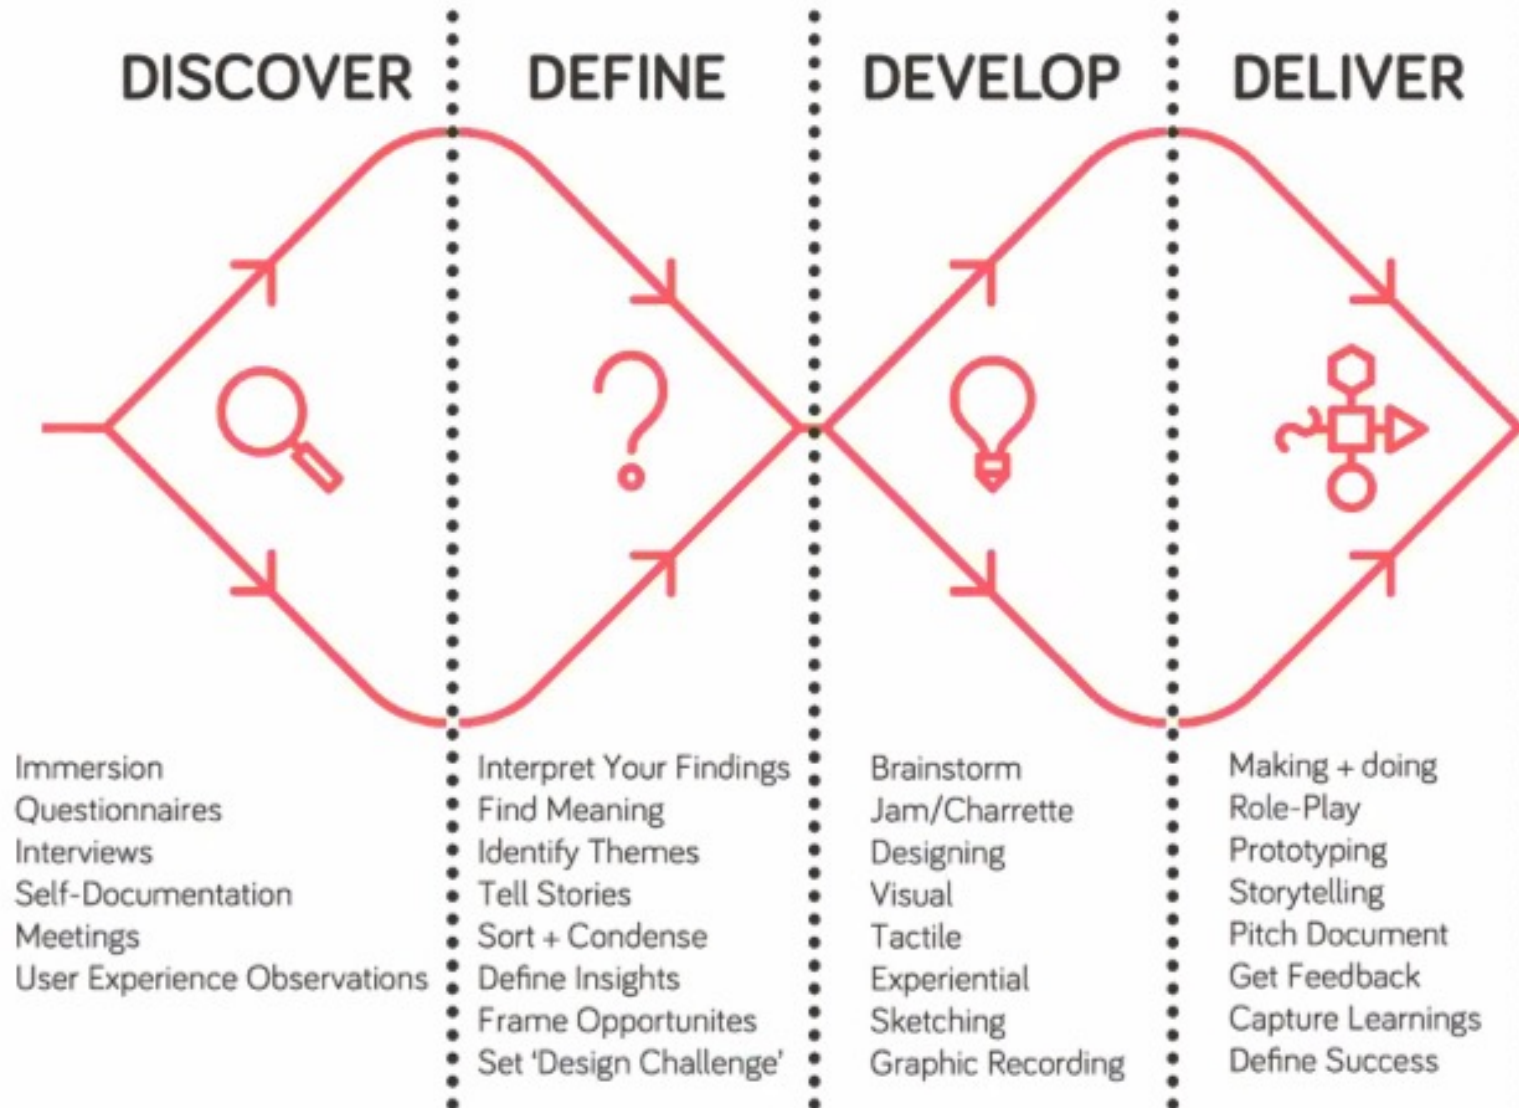 DISCOVER
DEFINE
DEVELOP
DELIVER
Immersion
Questionnaires
Interviews
Self-Documentation
Meetings
User Experience Observations
Interpret Your Findings
Find Meaning
Identify Themes
Tell Stories
Sort + Condense
Define Insights
Frame Opportunites
Set ‘Design Challenge’
Brainstorm
Jam/Charrette
Designing
Visual
Tactile
Experiential
Sketching
Graphic Recording
Making + doing
Role-Play
Prototyping
Storytelling
Pitch Document
Get Feedback
Capture Learnings
Define Success